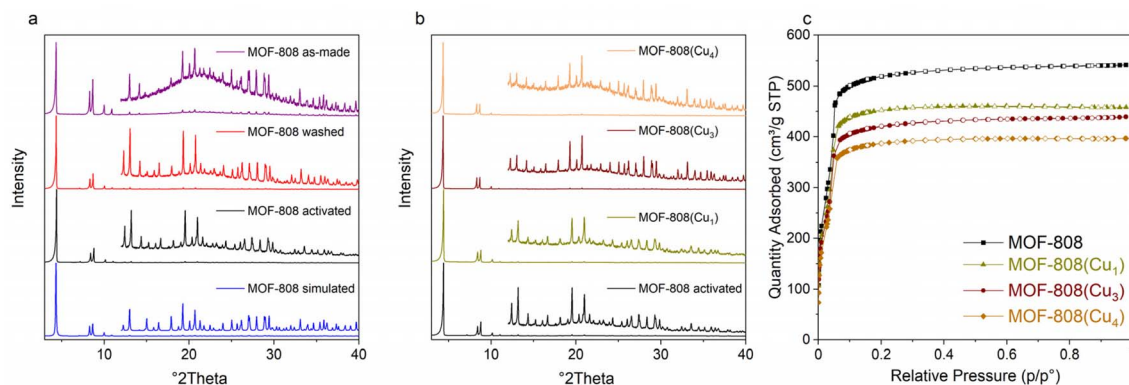 a
MOF-808 as-made
MOF-808 washed
MOF-808 activated
MOF-808 simulated
Intensity
10 20 30 40
°2Theta
b
MOF-808(Cu₄)
MOF-808(Cu₃)
MOF-808(Cu₁)
MOF-808 activated
Intensity
10 20 30 40
°2Theta
c
600
500
400
300
200
100
0
Quantity Adsorbed (cm³/g STP)
MOF-808
MOF-808(Cu₁)
MOF-808(Cu₃)
MOF-808(Cu₄)
0 0.2 0.4 0.6 0.8 1
Relative Pressure (p/p°)